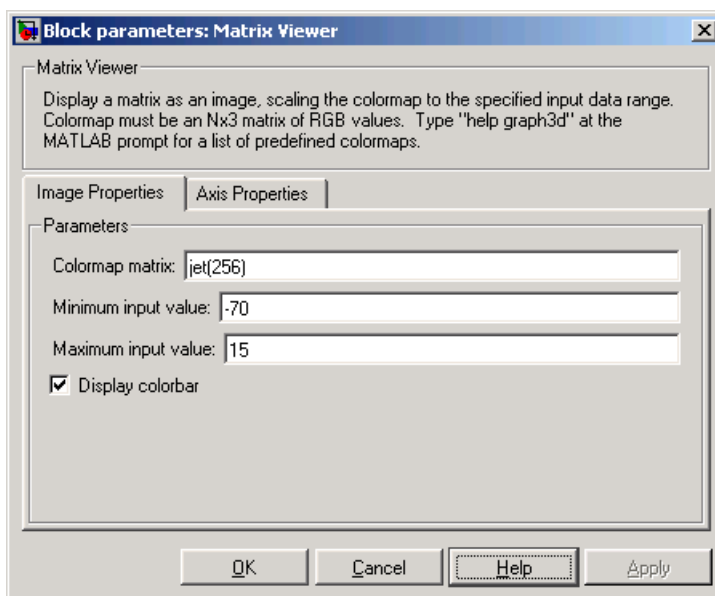 Block parameters: Matrix Viewer
Matrix Viewer
Display a matrix as an image, scaling the colormap to the specified input data range.
Colormap must be an Nx3 matrix of RGB values.  Type "help graph3d" at the
MATLAB prompt for a list of predefined colormaps.
Image Properties Axis Properties
Parameters
Colormap matrix: jet(256)
Minimum input value: -70
Maximum input value: 15
Display colorbar
OK Cancel Help Apply